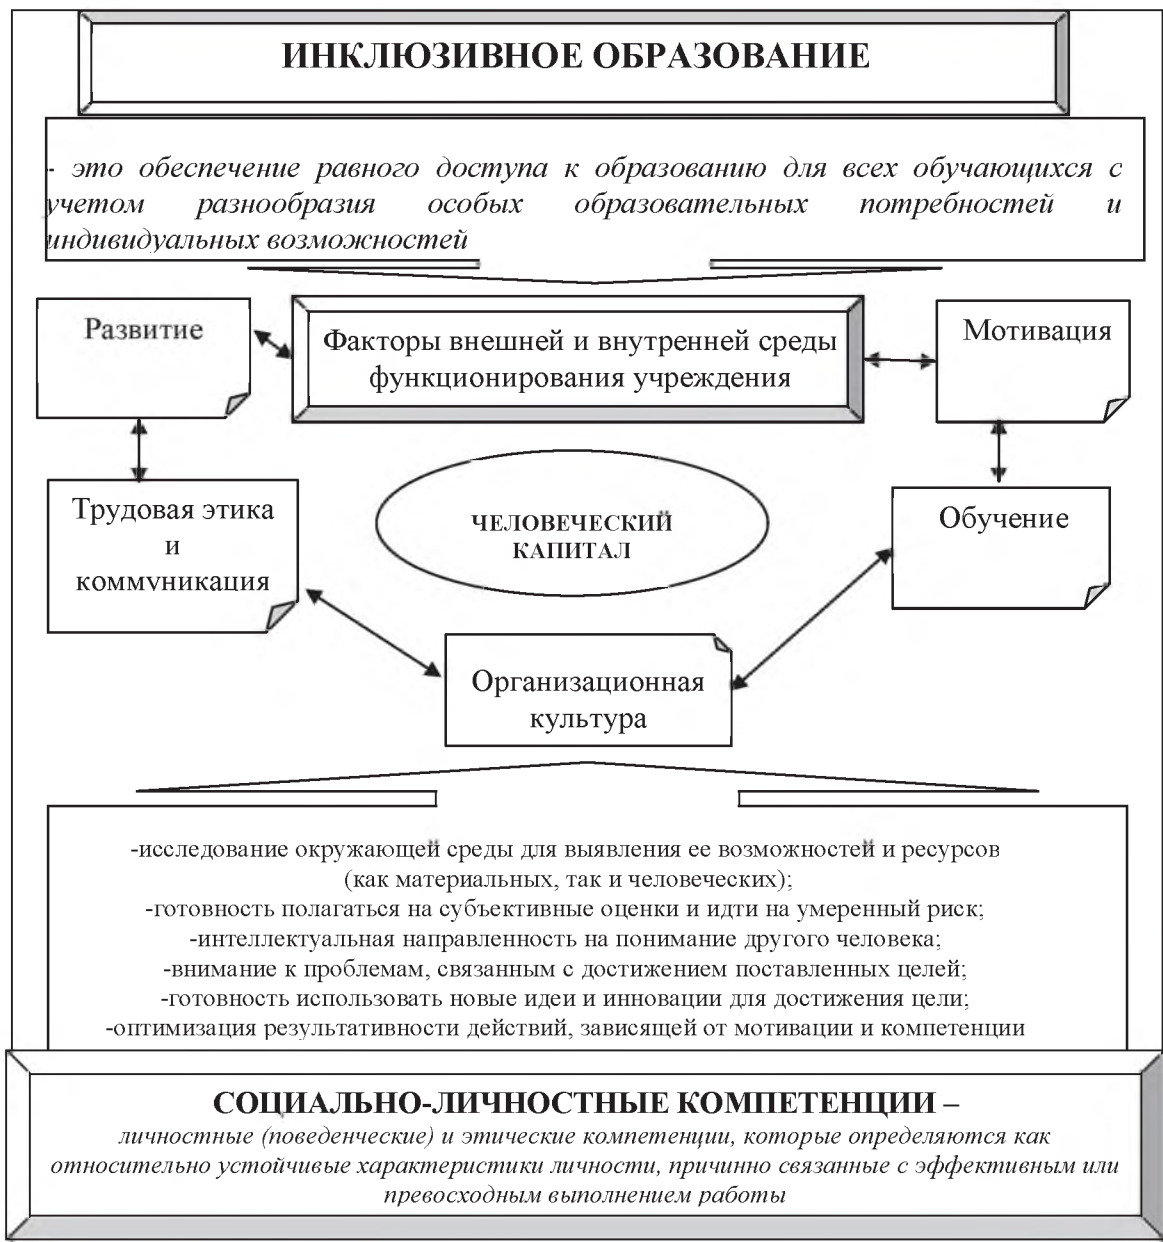 ИНКЛЮЗИВНОЕ ОБРАЗОВАНИЕ
- это обеспечение равного доступа к образованию для всех обучающихся с
учетом разнообразия особых образовательных потребностей и
индивидуальных возможностей
Развитие
Факторы внешней и внутренней среды
функционирования учреждения
Мотивация
Трудовая этика
и
коммуникация
ЧЕЛОВЕЧЕСКИЙ
КАПИТАЛ
Обучение
Организационная
культура
-исследование окружающей среды для выявления ее возможностей и ресурсов
(как материальных, так и человеческих);
-готовность полагаться на субъективные оценки и идти на умеренный риск;
-интеллектуальная направленность на понимание другого человека;
-внимание к проблемам, связанным с достижением поставленных целей;
-готовность использовать новые идеи и инновации для достижения цели;
-оптимизация результативности действий, зависящей от мотивации и компетенции
СОЦИАЛЬНО-ЛИЧНОСТНЫЕ КОМПЕТЕНЦИИ –
личностные (поведенческие) и этические компетенции, которые определяются как
относительно устойчивые характеристики личности, причинно связанные с эффективным или
превосходным выполнением работы